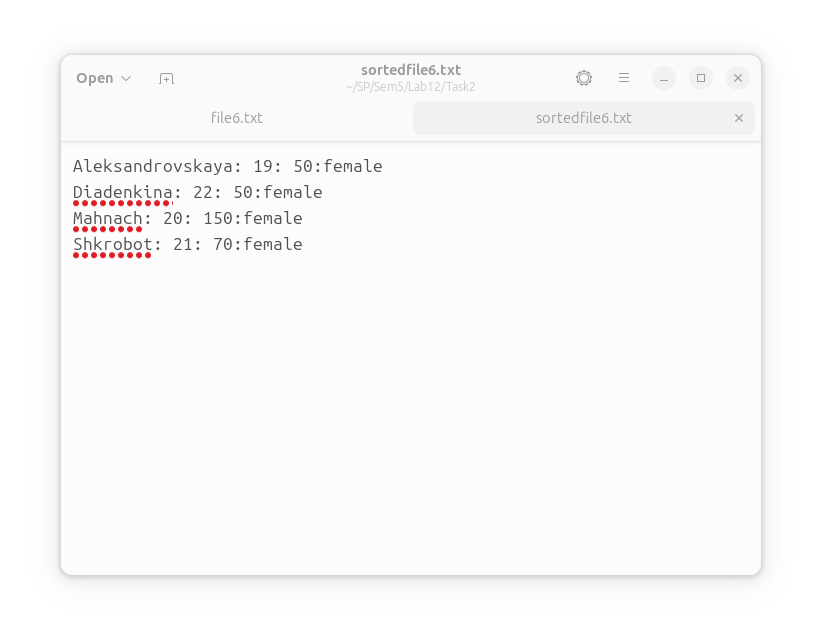 Open
sortedfile6.txt
~/SP/Sem5/Lab12/Task2
file6.txt
sortedfile6.txt
Aleksandrovskaya: 19: 50:female
Diadenkina: 22: 50:female
Mahnach: 20: 150:female
Shkrobot: 21: 70:female